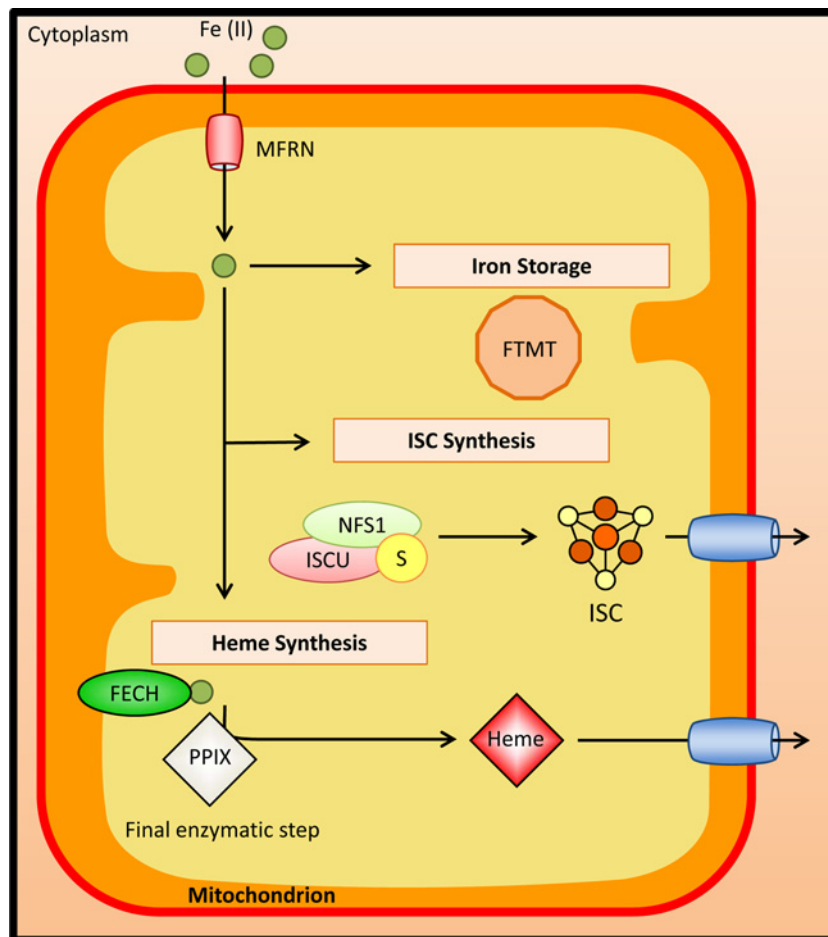 Cytoplasm
Fe (II)
MFRN
Iron Storage
FTMT
ISC Synthesis
NFS1
ISCU
S
ISC
Heme Synthesis
FECH
PPIX
Heme
Final enzymatic step
Mitochondrion